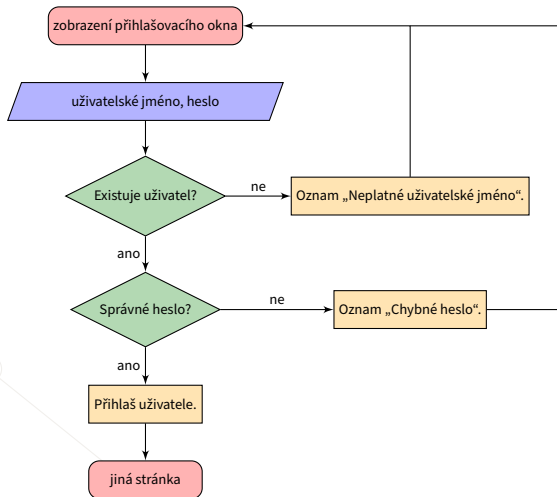 zobrazení přihlašovacího okna
uživatelské jméno, heslo
Existuje uživatel?
ne
Oznam „Neplatné uživatelské jméno“.
ano
Správné heslo?
ne
Oznam „Chybné heslo“.
ano
Přihlaš uživatele.
jiná stránka